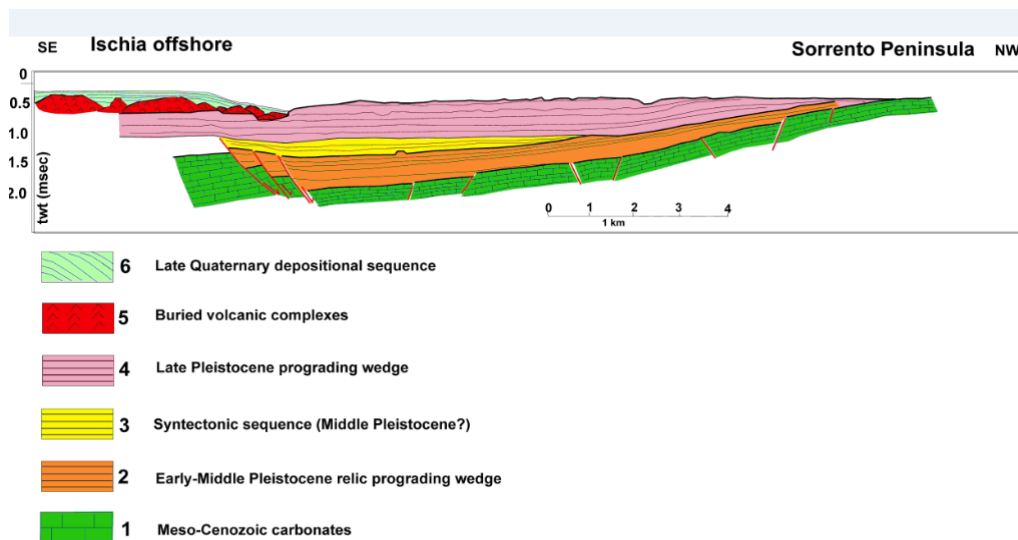 SE Ischia offshore Sorrento Peninsula NW
0
0.5
1.0
1.5
2.0
twt (msec)
0 1 2 3 4
1 km
6 Late Quaternary depositional sequence
5 Buried volcanic complexes
4 Late Pleistocene prograding wedge
3 Syntectonic sequence (Middle Pleistocene?)
2 Early-Middle Pleistocene relic prograding wedge
1 Meso-Cenozoic carbonates